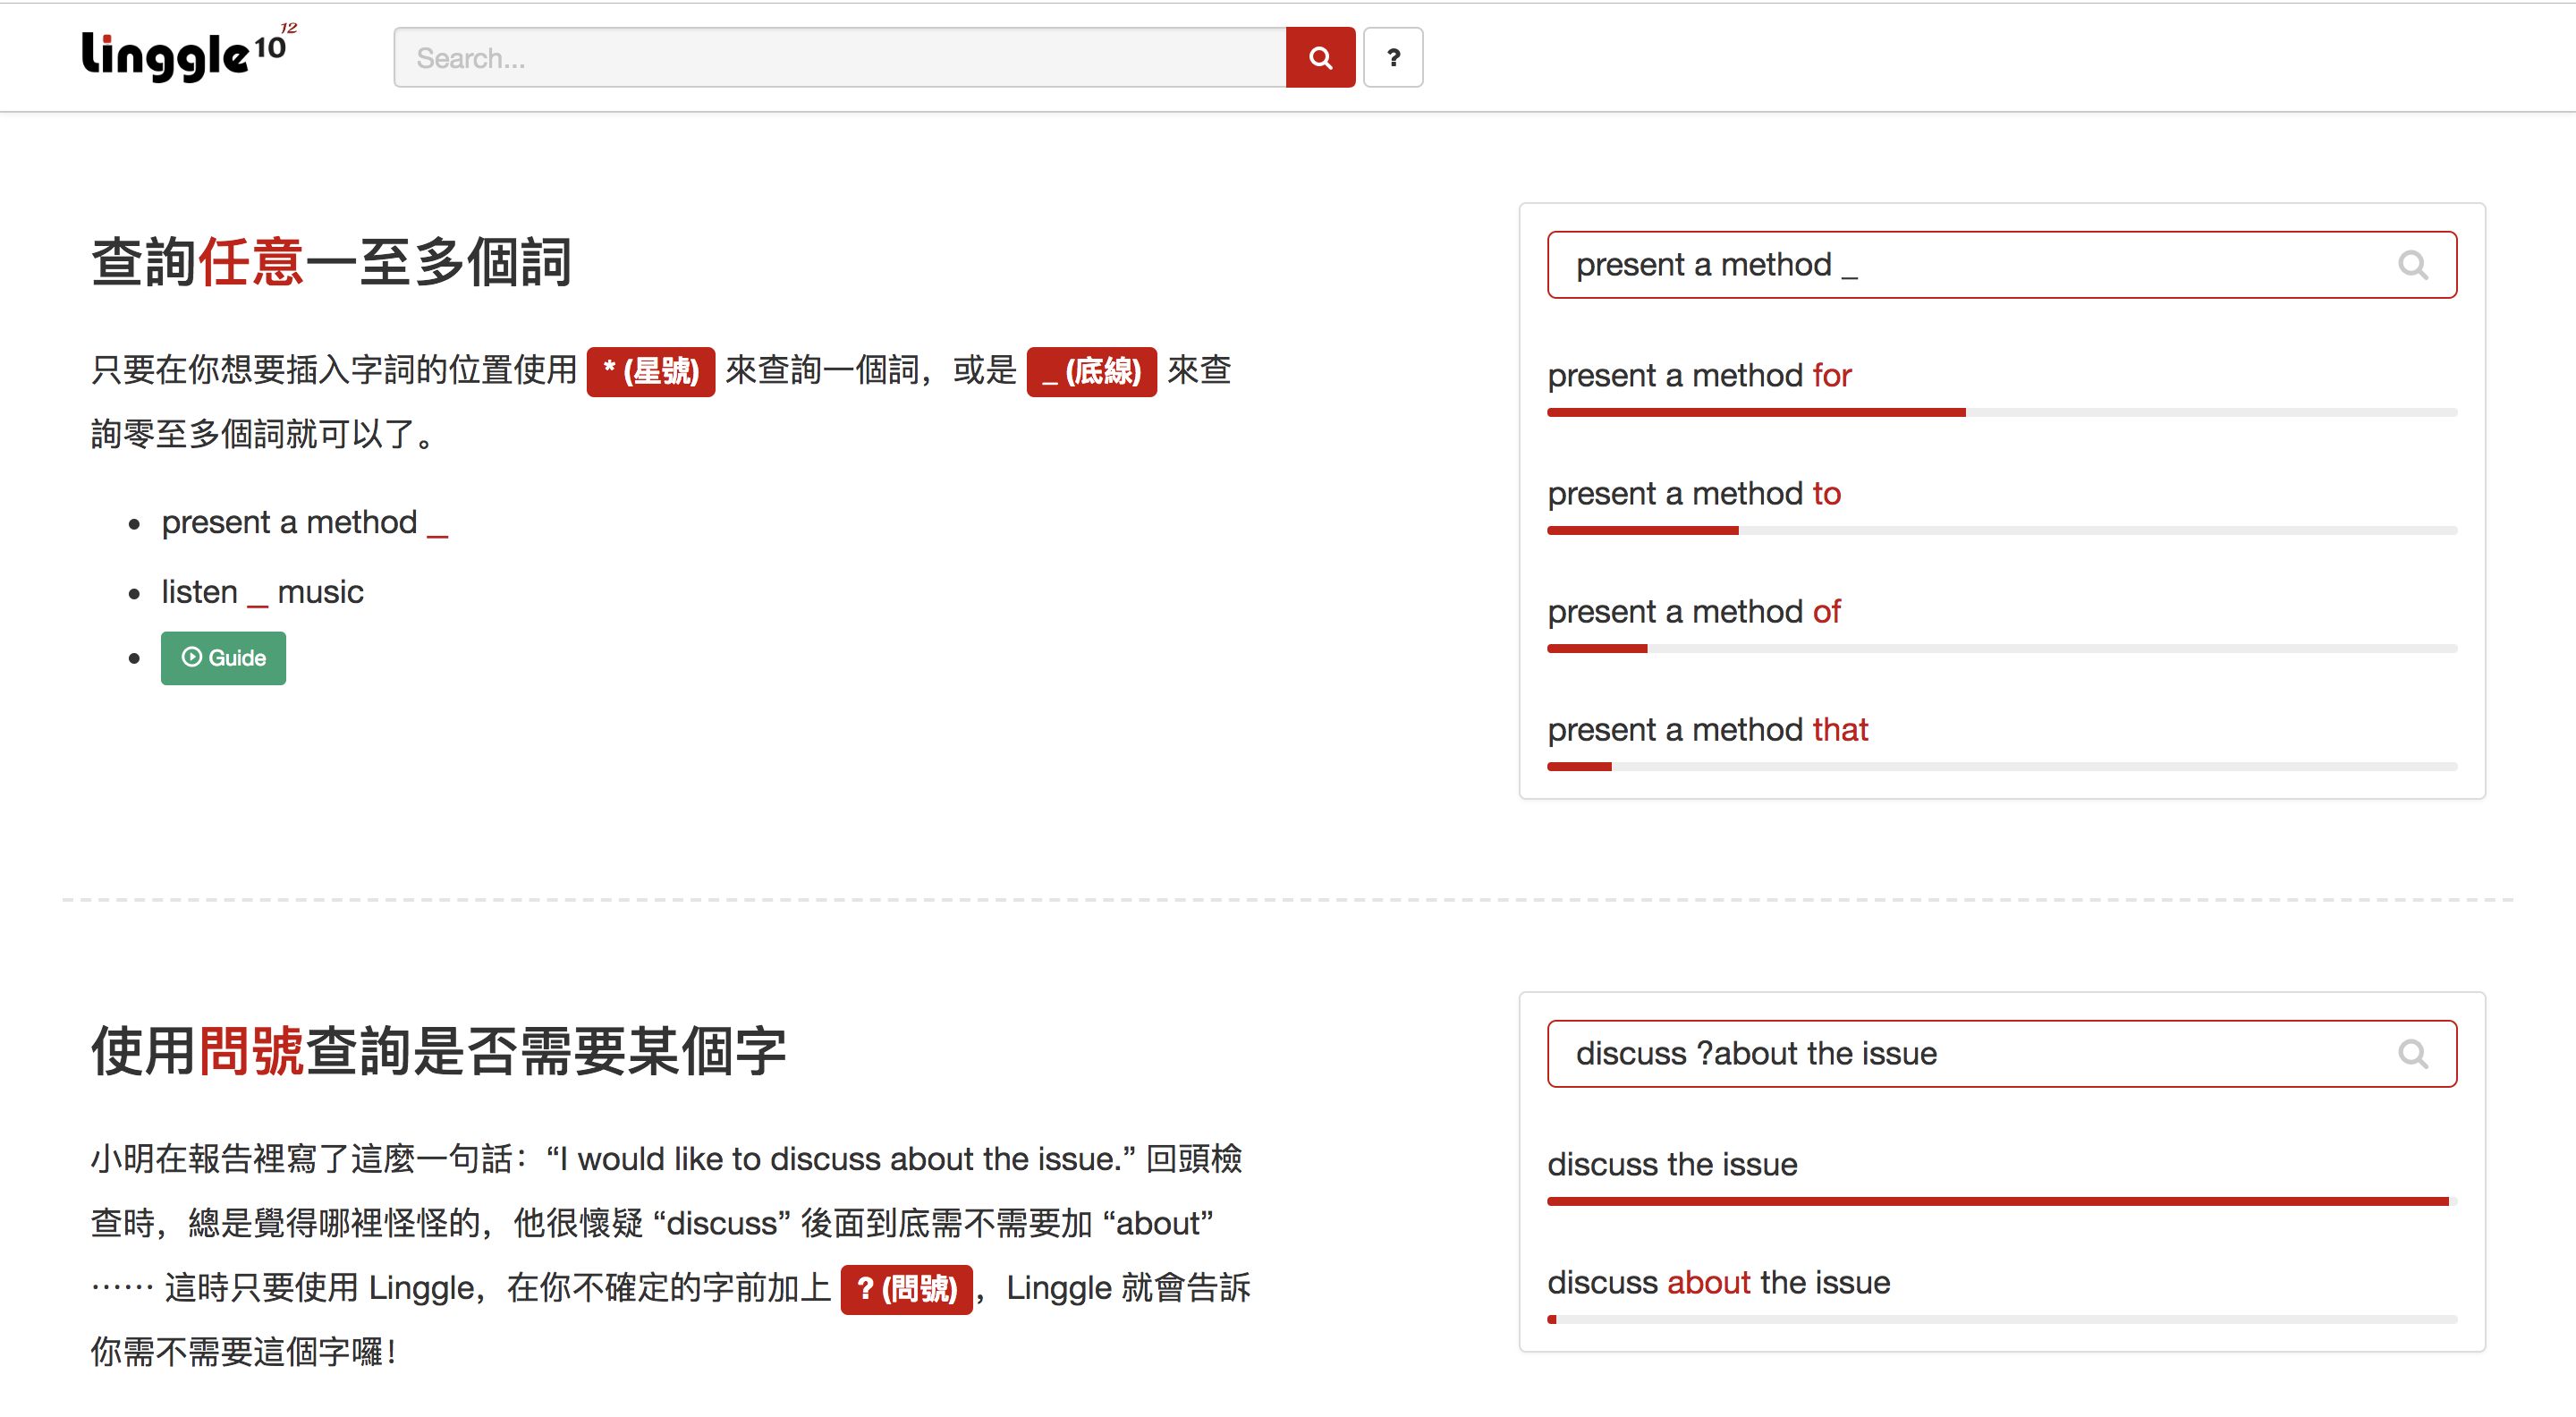 Linggle 10 12
Search...
?
查詢任意一至多個詞
只要在你想要插入字詞的位置使用 * (星號) 來查詢一個詞，或是 _ (底線) 來查
詢零至多個詞就可以了。
present a method _
listen _ music
Guide
present a method _
present a method for
present a method to
present a method of
present a method that
使用問號查詢是否需要某個字
小明在報告裡寫了這麼一句話：“I would like to discuss about the issue.” 回頭檢
查時，總是覺得哪裡怪怪的，他很懷疑 “discuss” 後面到底需不需要加 “about”
⋯⋯ 這時只要使用 Linggle，在你不確定的字前加上 ? (問號) ，Linggle 就會告訴
你需不需要這個字囉！
discuss ?about the issue
discuss the issue
discuss about the issue